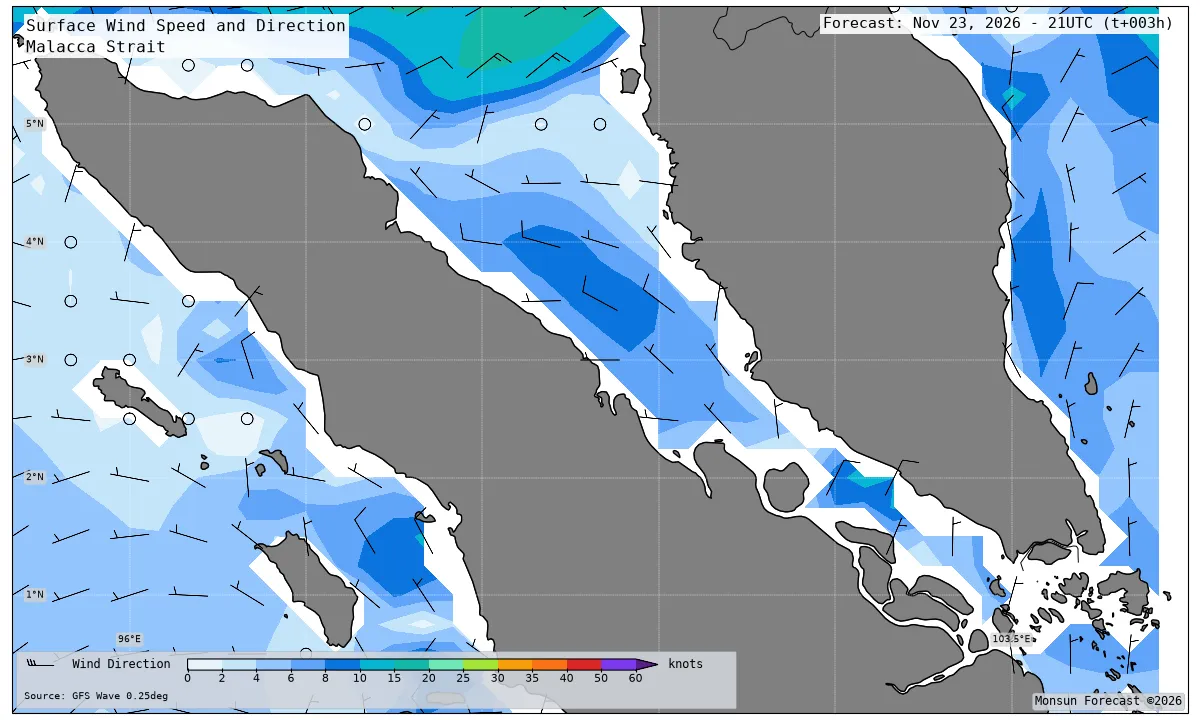 Surface Wind Speed and Direction
Malacca Strait
Forecast: Nov 23, 2026 - 21UTC (t+003h)
5°N
4°N
3°N
2°N
1°N
96°E
103.5°E
Wind Direction
knots
0 2 4 6 8 10 15 20 25 30 35 40 50 60
Source: GFS Wave 0.25deg
Monsun Forecast ©2026